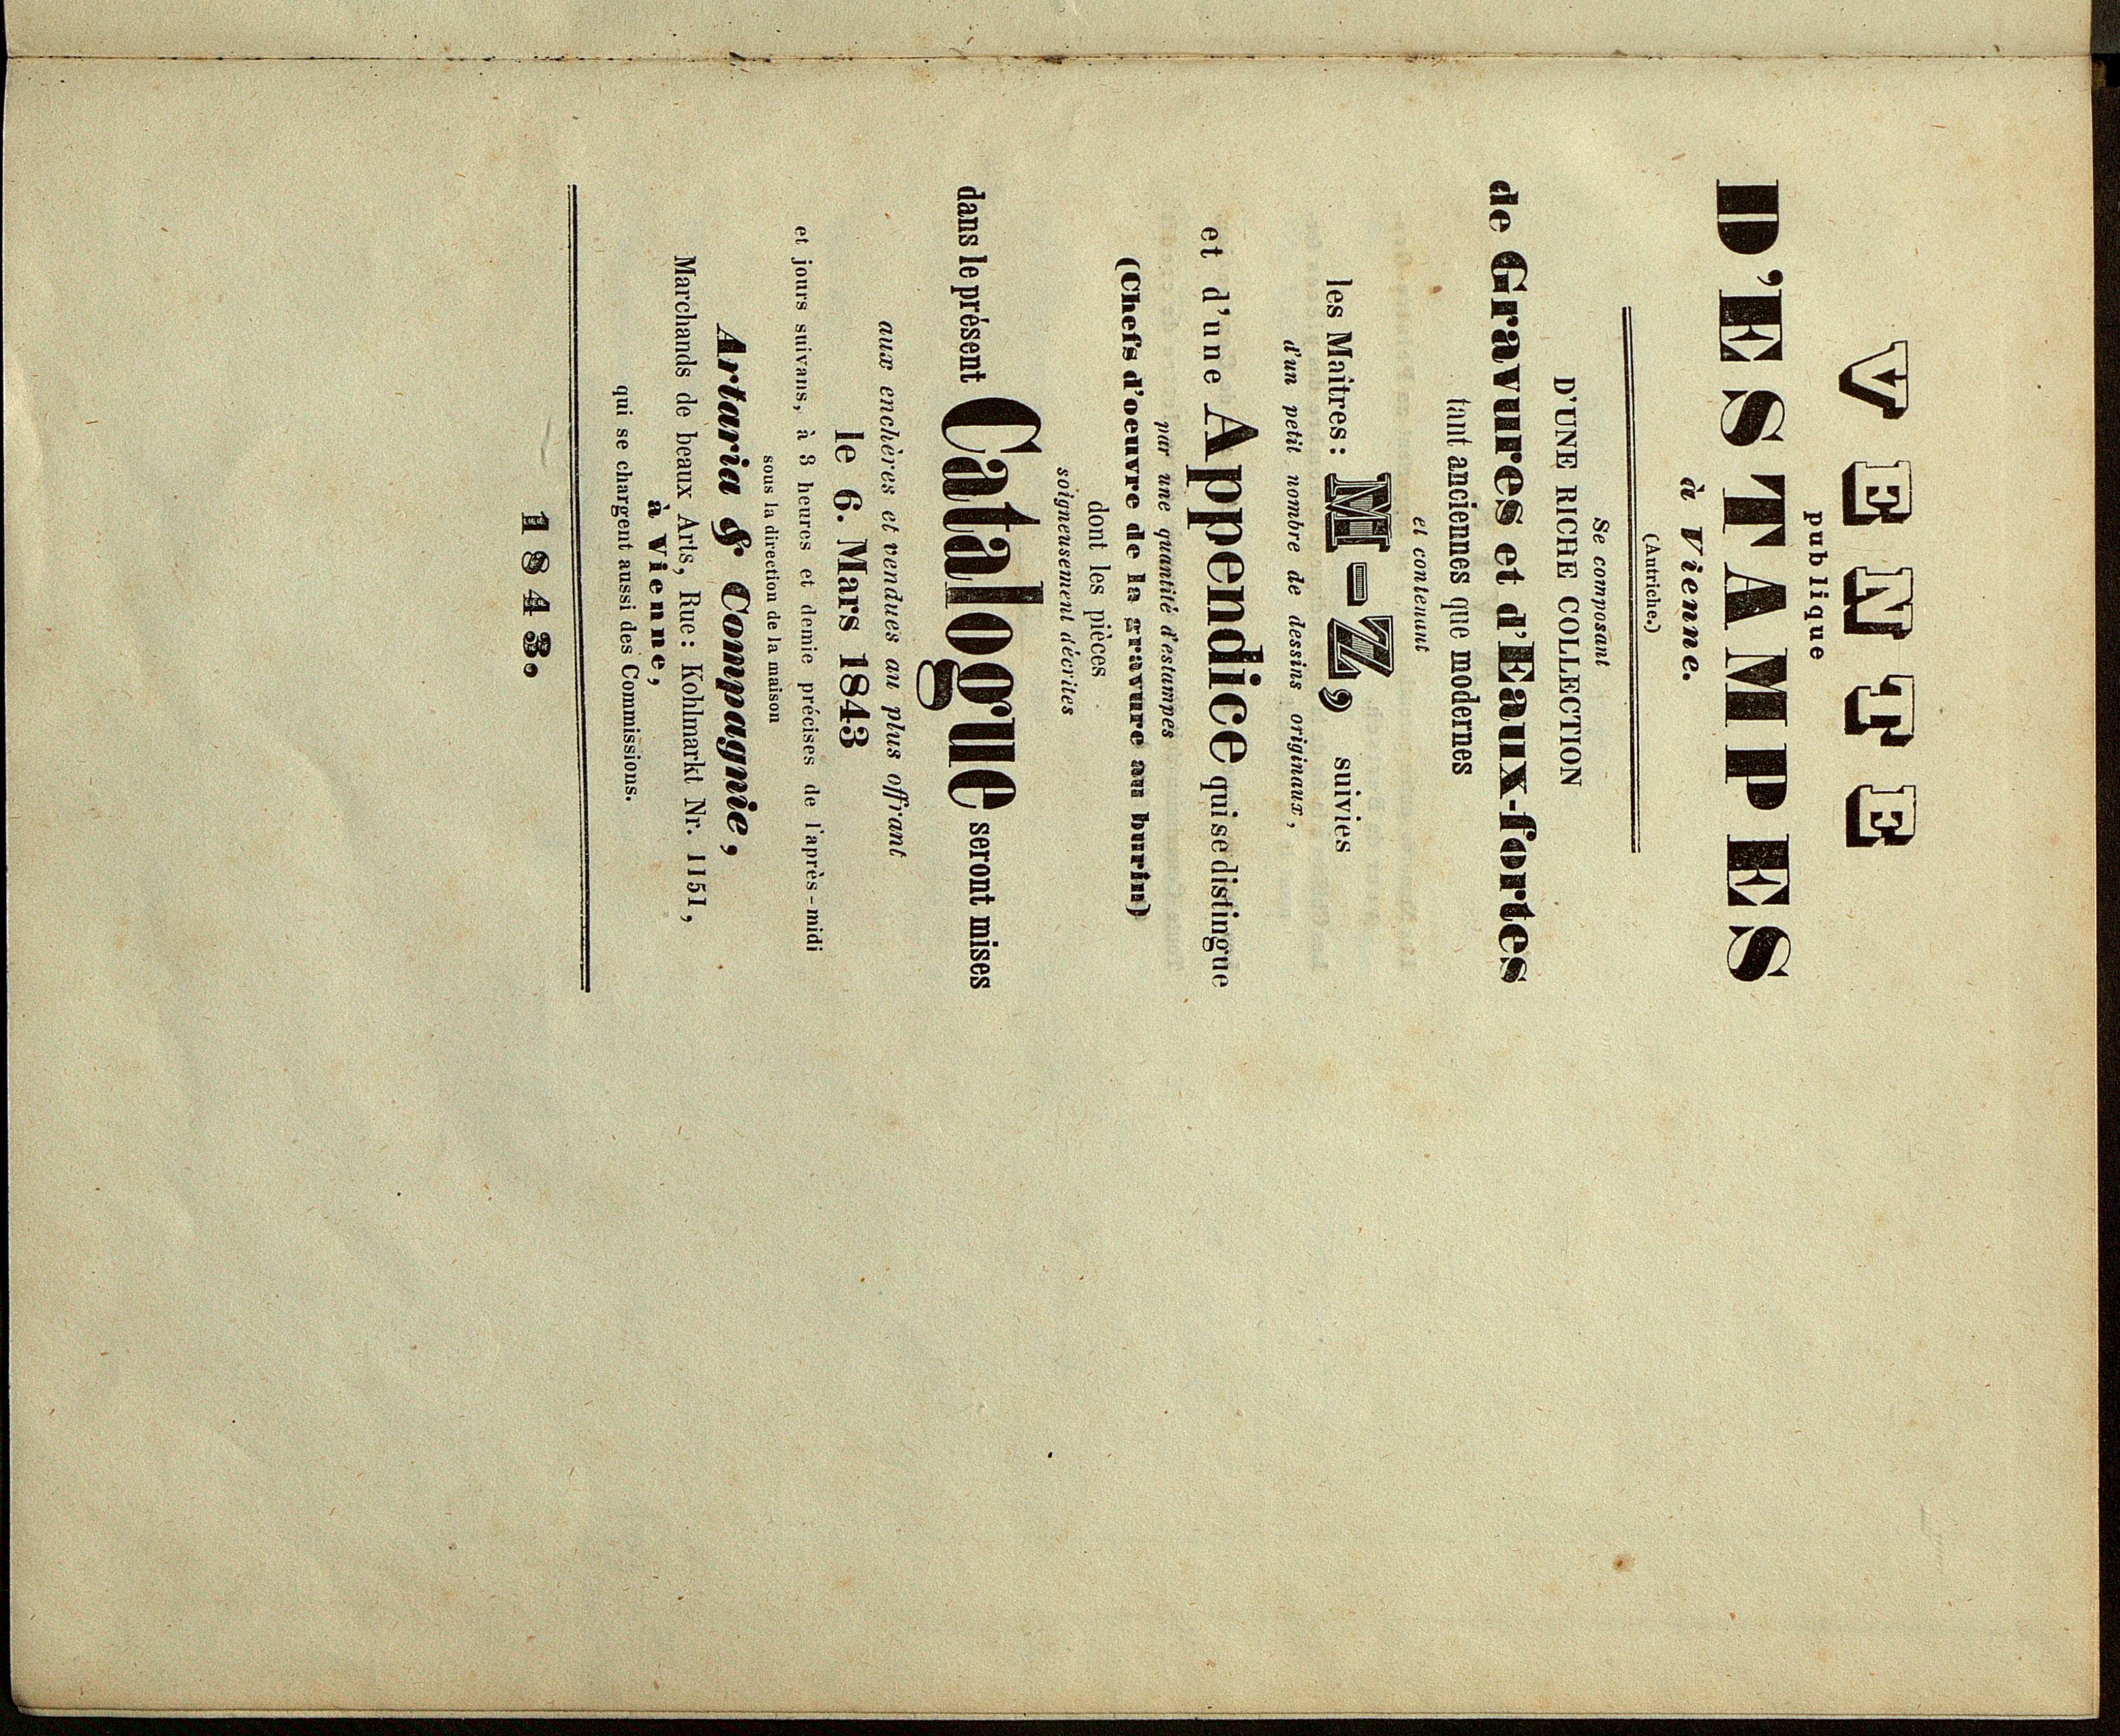 VENTE
publique
D'ESTAMPES
à Vienne.
(Autriche.)
Se composant
D'UNE RICHE COLLECTION
de Gravures et d'Eaux-fortes
tant anciennes que modernes
et contenant
les Maîtres: M-Z, suivies
d'un petit nombre de dessins originaux,
et d'une Appendice qui se distingue
par une quantité d'estampes
(Chefs d'oeuvre de la gravure au burin)
dont les pièces
soigneusement décrites
dans le présent Catalogue seront mises
aux enchères et vendues au plus offrant
le 6. Mars 1843
et jours suivans, à 3 heures et demie précises de l'après-midi
sous la direction de la maison
Artaria & Compagnie,
Marchands de beaux Arts, Rue: Kohlmarkt Nr. 1151,
à Vienne,
qui se chargent aussi des Commissions.
1843.